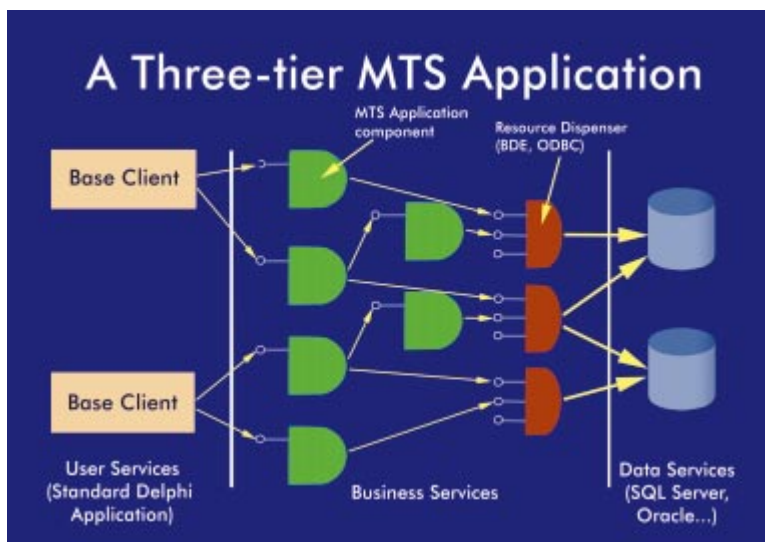 A Three-tier MTS Application
MTS Application
component
Resource Dispenser
(BDE, ODBC)
Base Client
Base Client
User Services
(Standard Delphi
Application)
Business Services
Data Services
(SQL Server,
Oracle...)